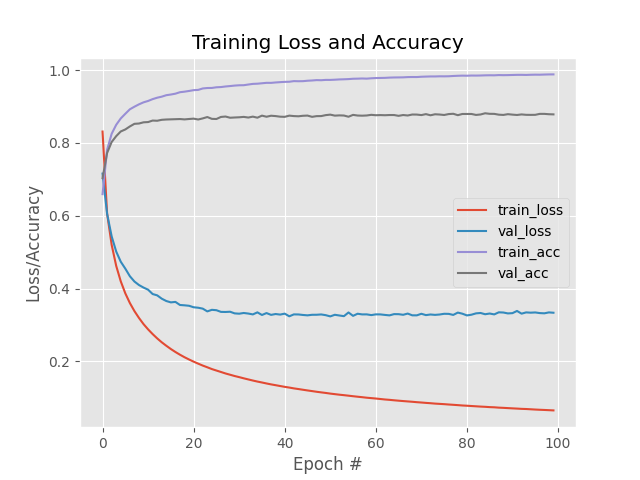 Training Loss and Accuracy
1.0
0.8
0.6
0.4
0.2
Loss/Accuracy
train_loss
val_loss
train_acc
val_acc
0 20 40 60 80 100
Epoch #